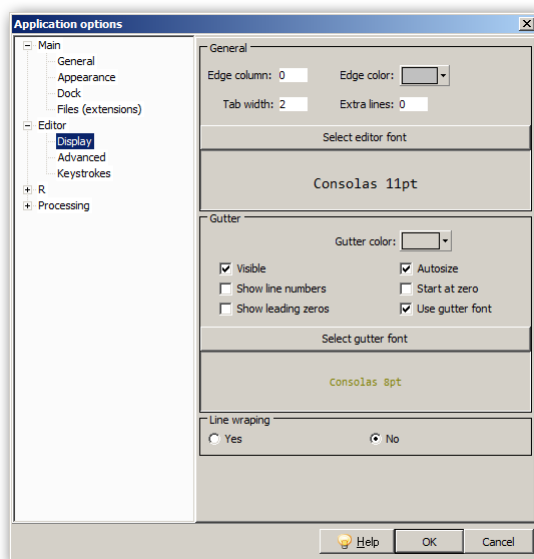 Application options
Main
General
Appearance
Dock
Files (extensions)
Editor
Display
Advanced
Keystrokes
R
Processing
General
Edge column: 0 Edge color:
Tab width: 2 Extra lines: 0
Select editor font
Consolas 11pt
Gutter
Gutter color:
Visible Autosize
Show line numbers Start at zero
Show leading zeros Use gutter font
Select gutter font
Consolas 8pt
Line wraping
Yes No
Help OK Cancel